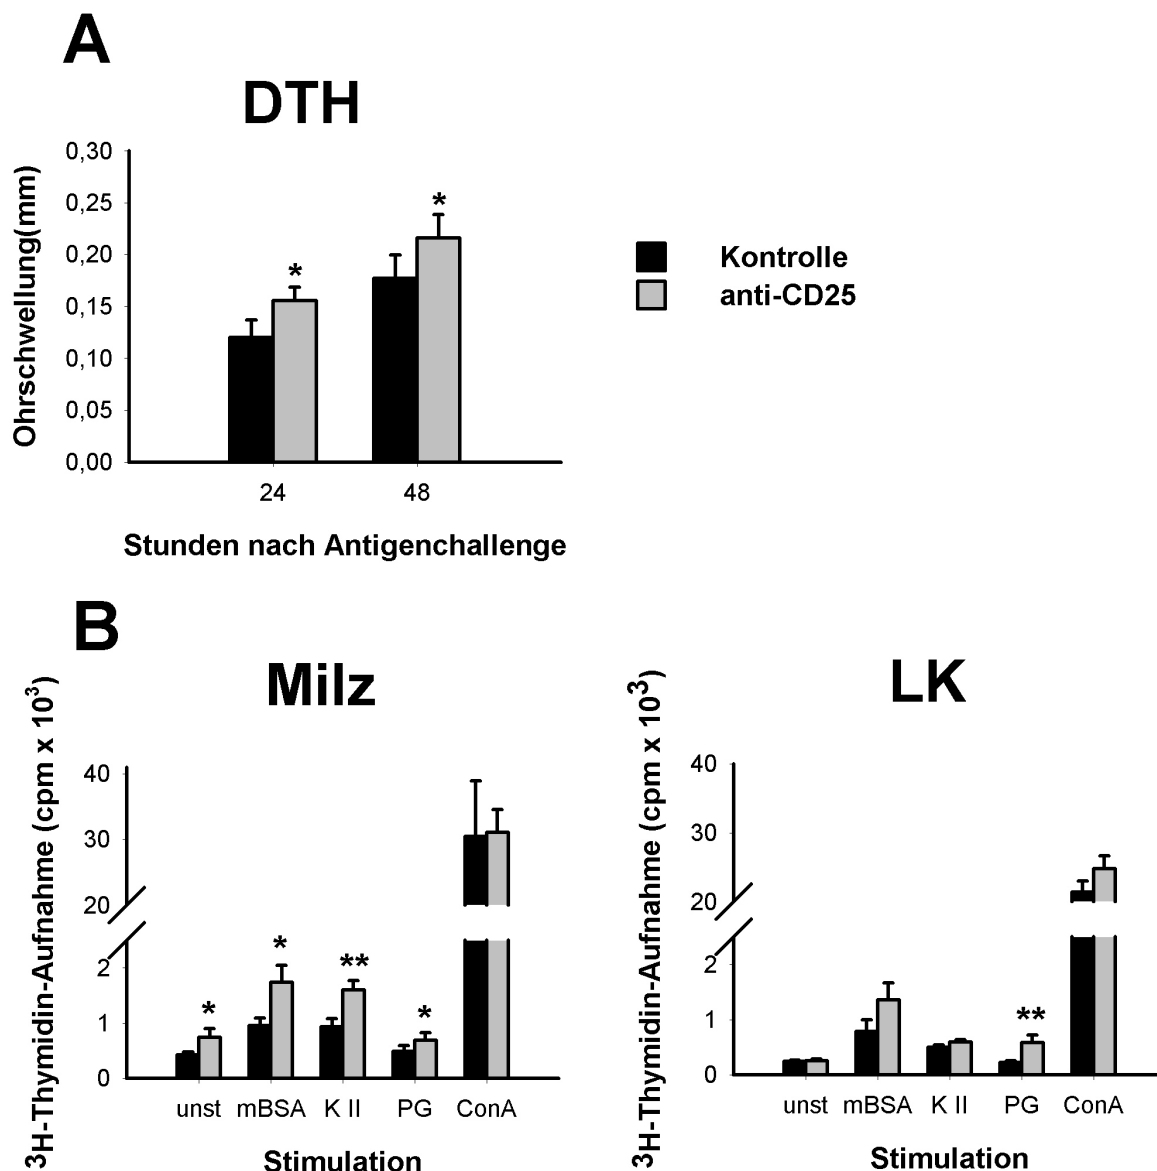 A
DTH
Ohrschwellung(mm)
0,30
0,25
0,20
0,15
0,10
0,05
0,00
*
*
24 48
Stunden nach Antigenchallenge
Kontrolle
anti-CD25
B
Milz
³H-Thymidin-Aufnahme (cpm x 10³)
40
30
20
2
1
0
* * ** *
unst mBSA K II PG ConA
Stimulation
LK
³H-Thymidin-Aufnahme (cpm x 10³)
40
30
20
2
1
0
**
unst mBSA K II PG ConA
Stimulation